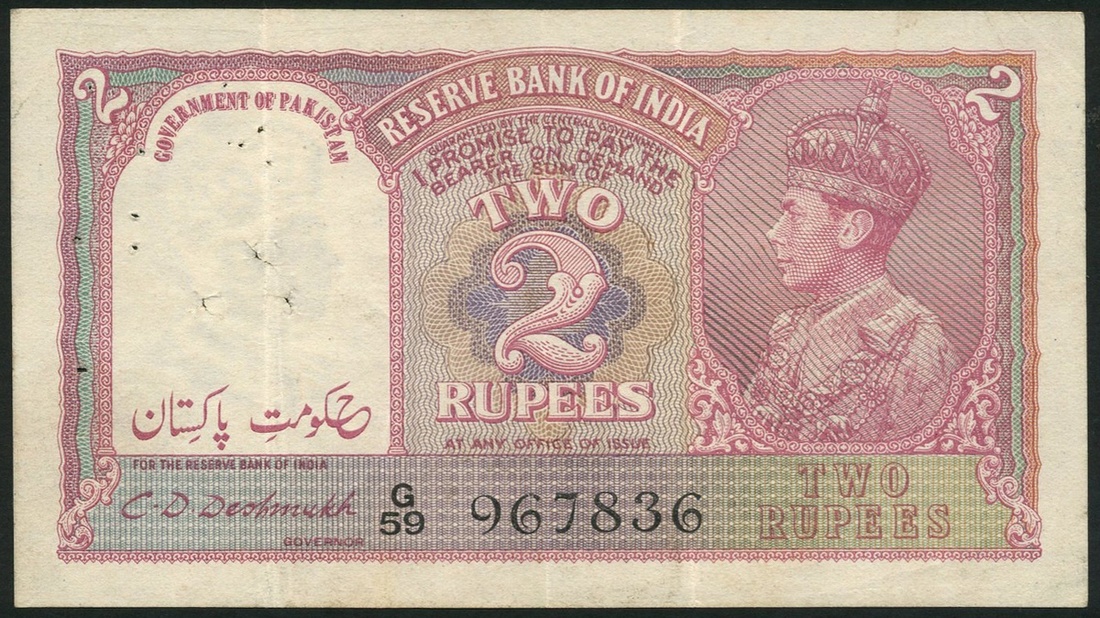 2
2
GOVERNMENT OF PAKISTAN
RESERVE BANK OF INDIA
GUARANTEED BY THE CENTRAL GOVERNMENT
I PROMISE TO PAY THE
BEARER ON DEMAND
THE SUM OF
TWO
2
RUPEES
AT ANY OFFICE OF ISSUE
حکومتِ پاکستان
FOR THE RESERVE BANK OF INDIA
C. D. Deshmukh
GOVERNOR
G
59
967836
TWO
RUPEES